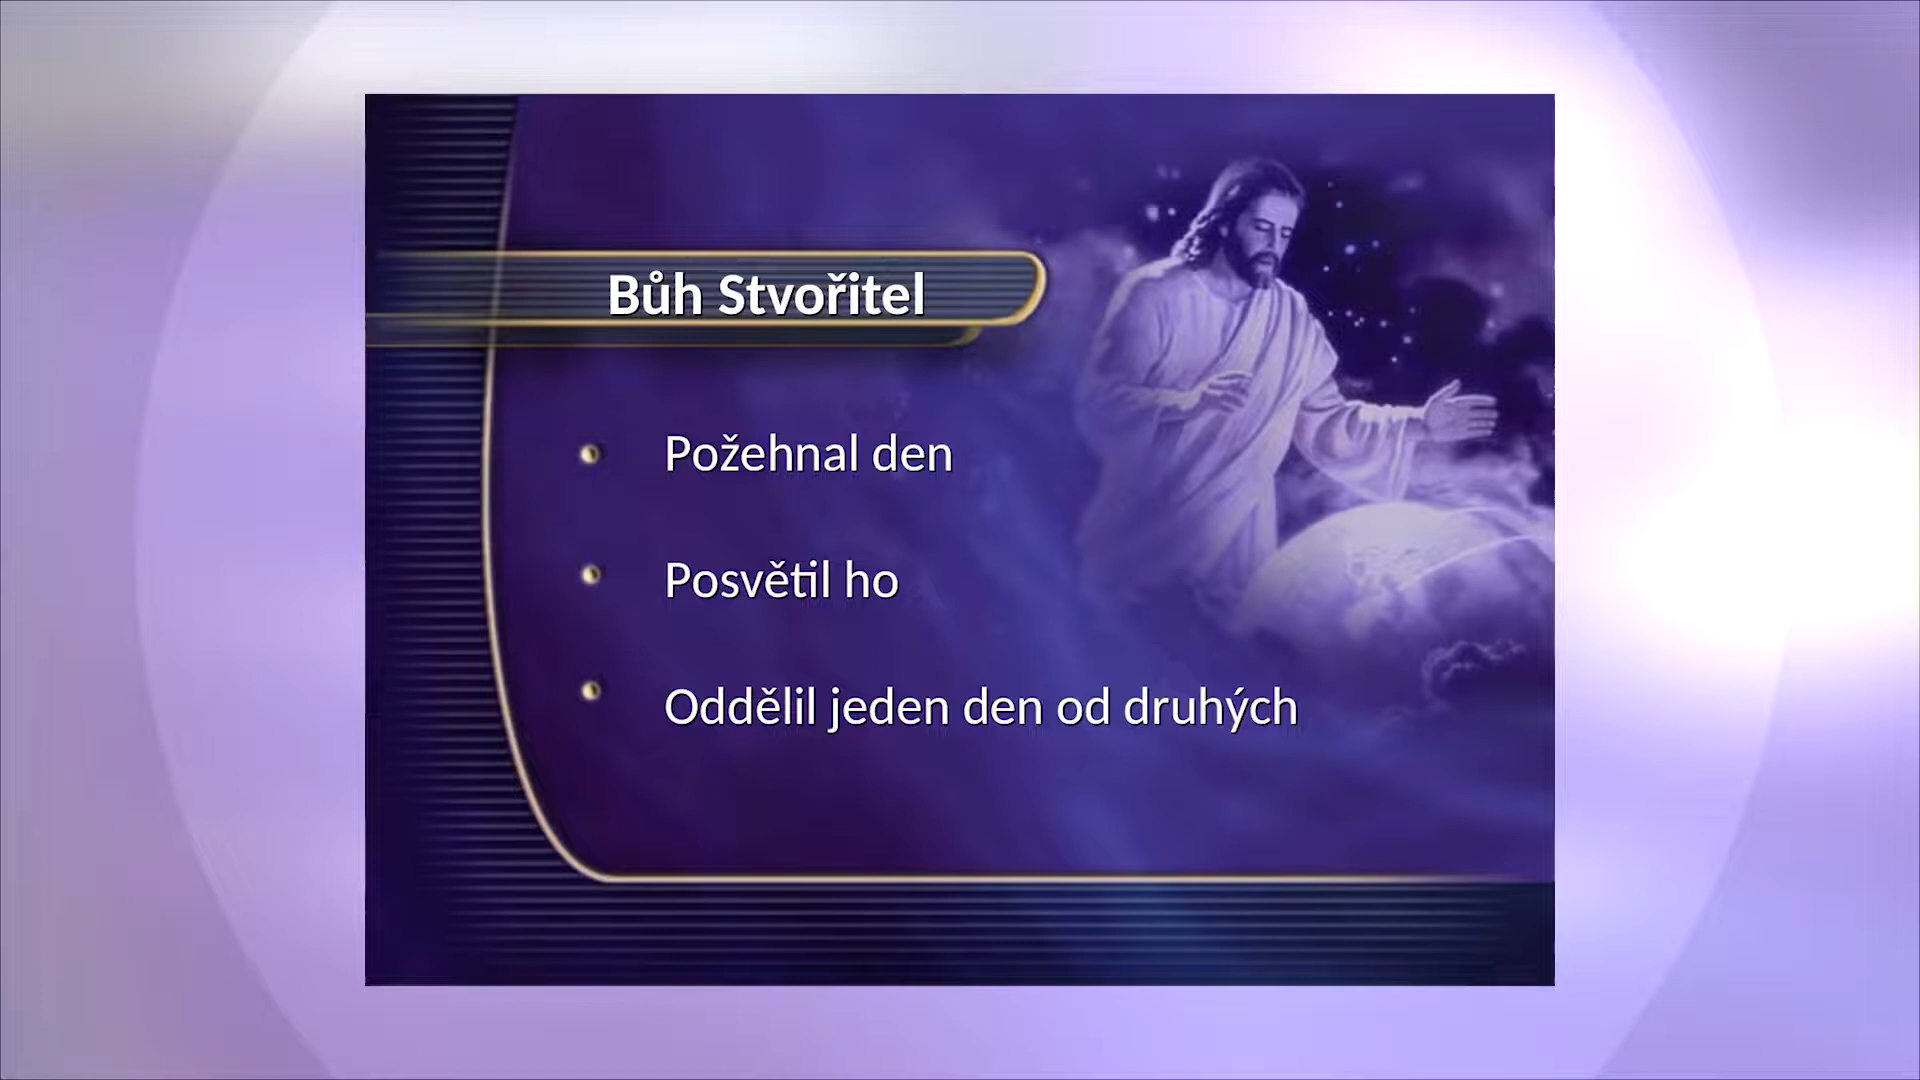 Bůh Stvořitel
Požehnal den
Posvětil ho
Oddělil jeden den od druhých